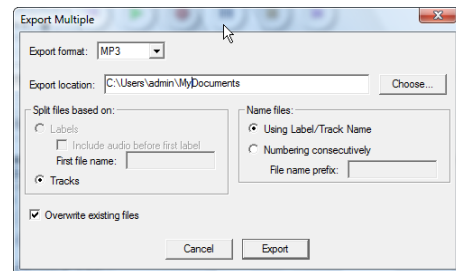 Export Multiple
Export format: MP3
Export location: C:\Users\admin\MyDocuments Choose...
Split files based on:
Labels
Include audio before first label
First file name:
Tracks
Name files:
Using Label/Track Name
Numbering consecutively
File name prefix:
Overwrite existing files
Cancel Export